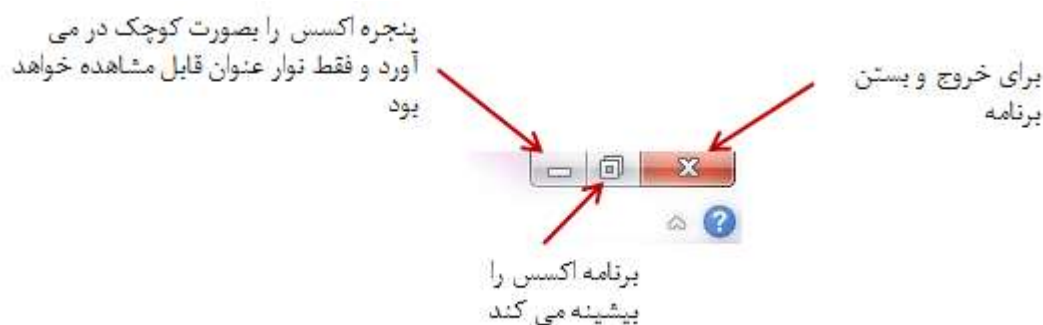 پنجره اکسس را بصورت کوچک در می
آورد و فقط نوار عنوان قابل مشاهده خواهد
بود
برای خروج و بستن
برنامه
برنامه اکسس را
بیشینه می کند